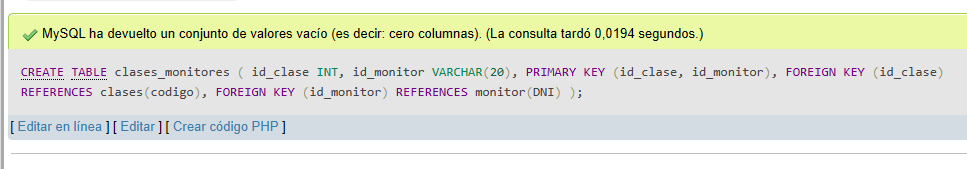 MySQL ha devuelto un conjunto de valores vacío (es decir: cero columnas). (La consulta tardó 0,0194 segundos.)
CREATE TABLE clases_monitores ( id_clase INT, id_monitor VARCHAR(20), PRIMARY KEY (id_clase, id_monitor), FOREIGN KEY (id_clase)
REFERENCES clases(codigo), FOREIGN KEY (id_monitor) REFERENCES monitor(DNI) );
[ Editar en línea ] [ Editar ] [ Crear código PHP ]